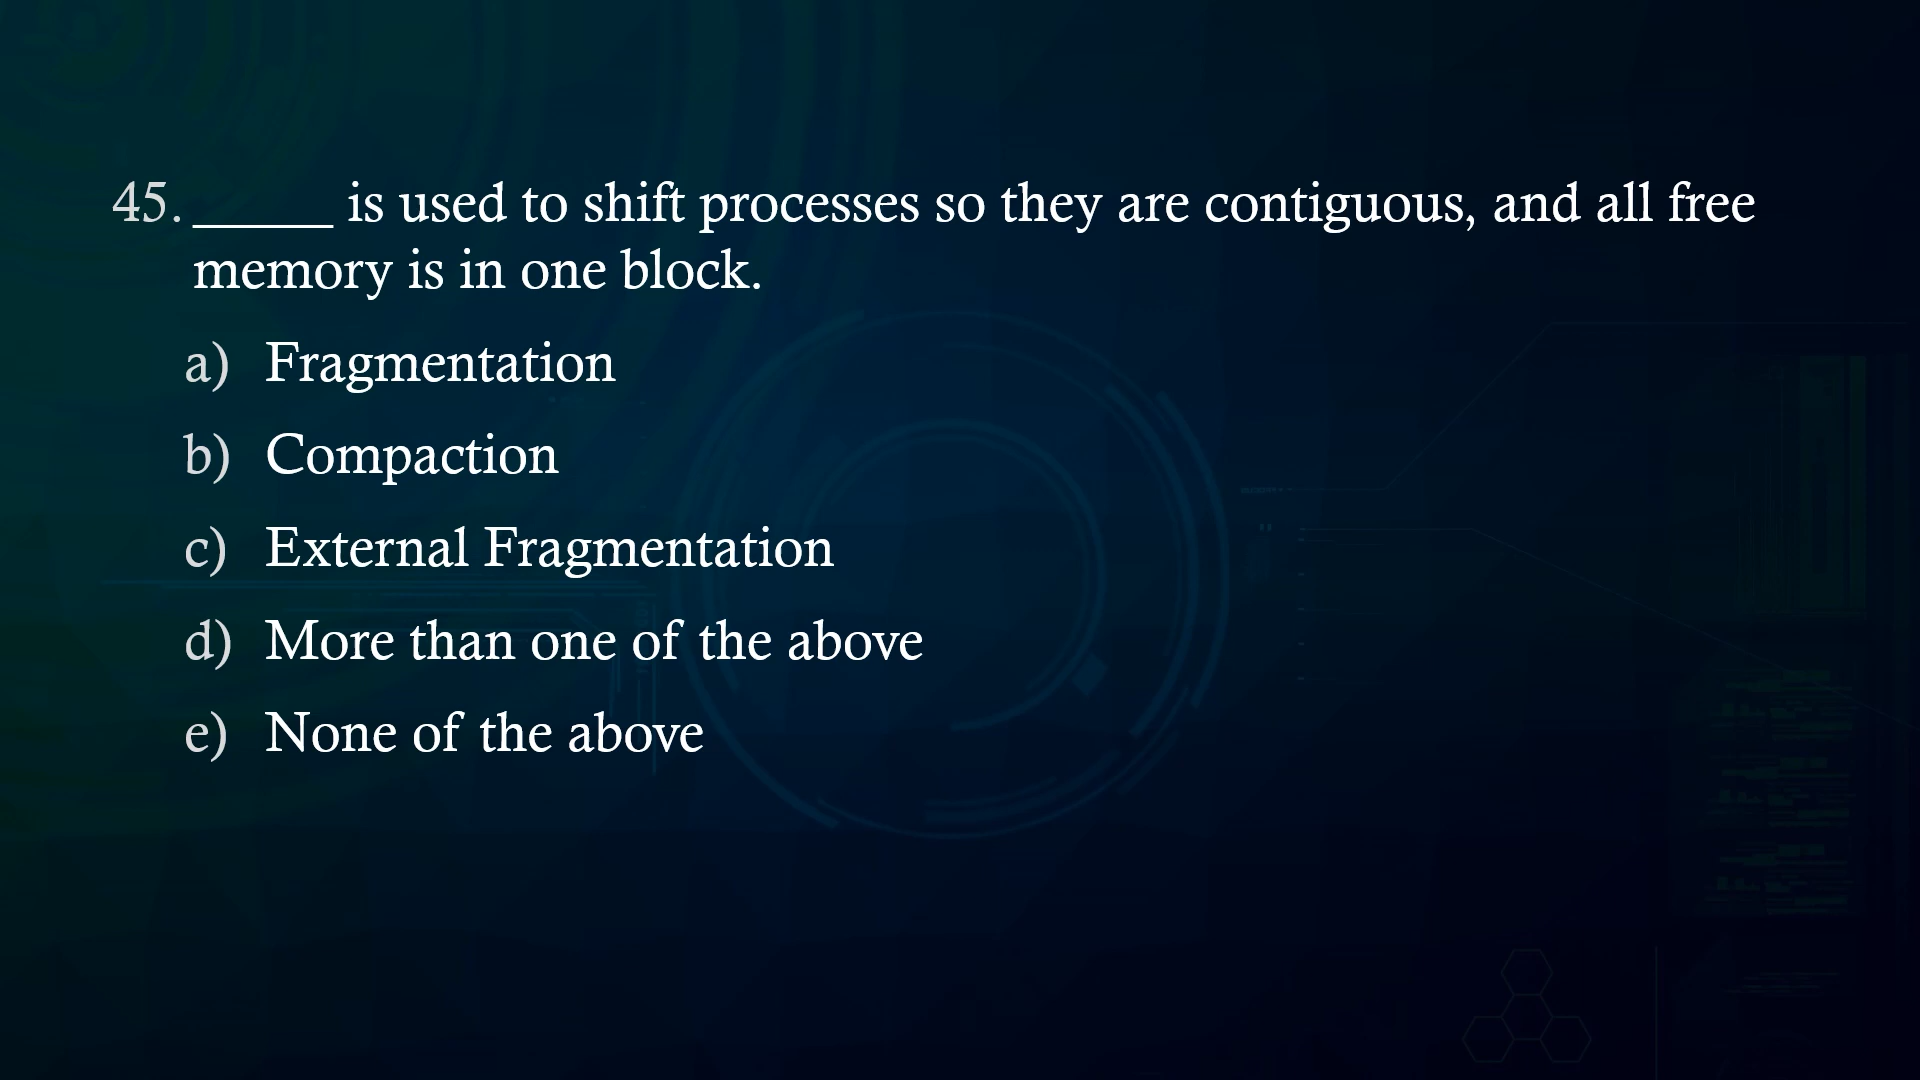 45. _____ is used to shift processes so they are contiguous, and all free
memory is in one block.
a) Fragmentation
b) Compaction
c) External Fragmentation
d) More than one of the above
e) None of the above